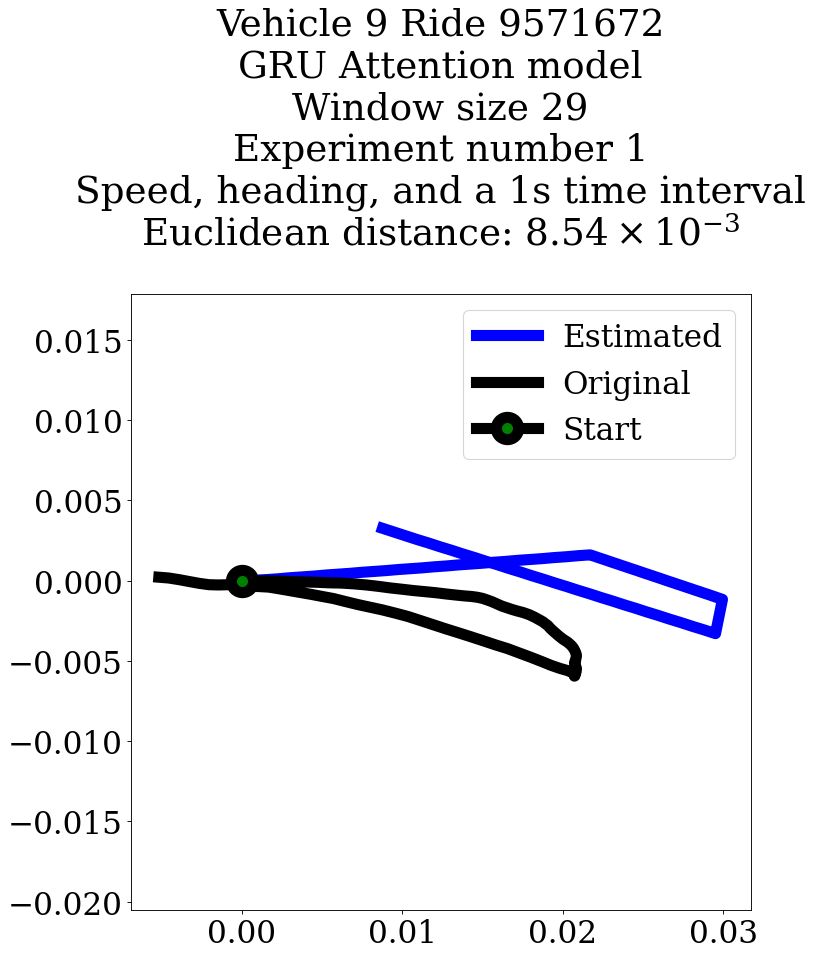 Vehicle 9 Ride 9571672
GRU Attention model
Window size 29
Experiment number 1
Speed, heading, and a 1s time interval
Euclidean distance: 8.54 × 10⁻³
Estimated
Original
Start
0.015
0.010
0.005
0.000
−0.005
−0.010
−0.015
−0.020
0.00 0.01 0.02 0.03